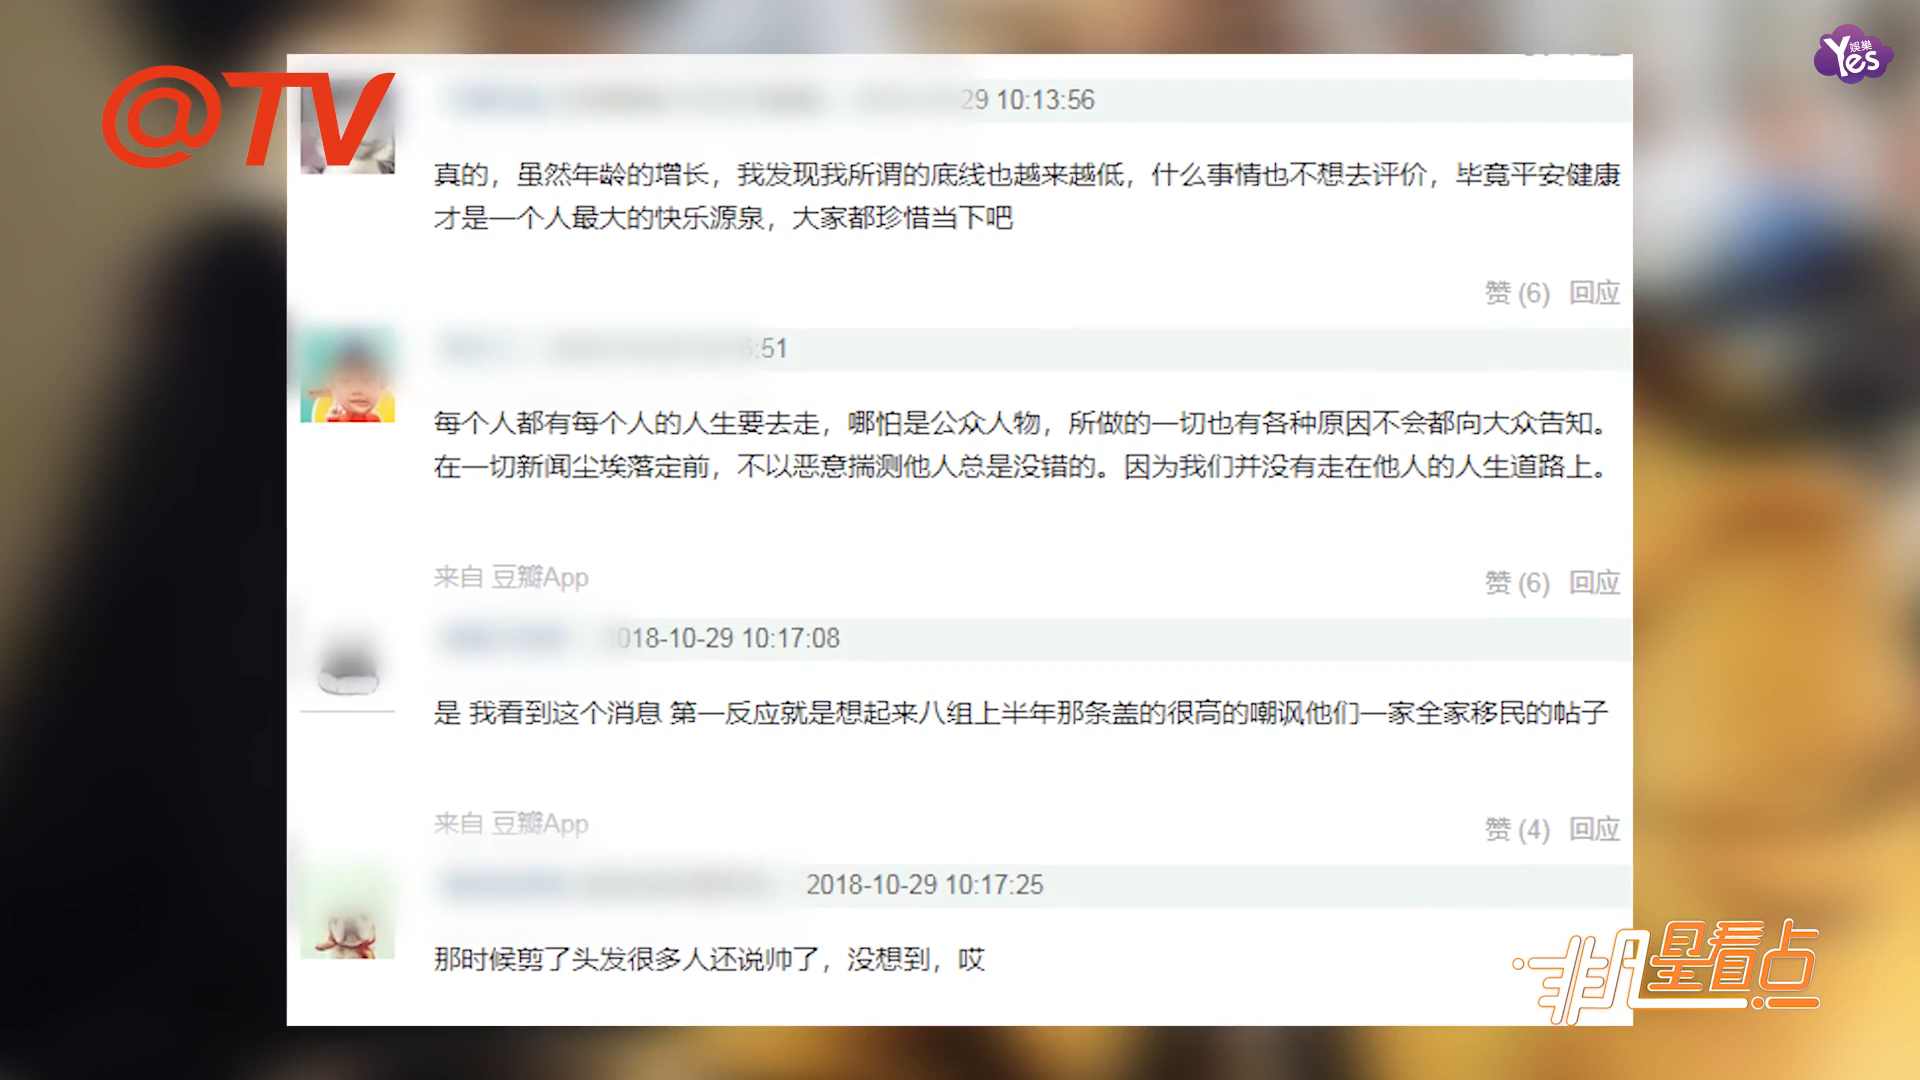 @TV
Yes 娛樂
29 10:13:56
真的，虽然年龄的增长，我发现我所谓的底线也越来越低，什么事情也不想去评价，毕竟平安健康
才是一个人最大的快乐源泉，大家都珍惜当下吧
赞 (6) 回应
:51
每个人都有每个人的人生要去走，哪怕是公众人物，所做的一切也有各种原因不会都向大众告知。
在一切新闻尘埃落定前，不以恶意揣测他人总是没错的。因为我们并没有走在他人的人生道路上。
来自 豆瓣App
赞 (6) 回应
018-10-29 10:17:08
是 我看到这个消息 第一反应就是想起来八组上半年那条盖的很高的嘲讽他们一家全家移民的帖子
来自 豆瓣App
赞 (4) 回应
2018-10-29 10:17:25
那时候剪了头发很多人还说帅了，没想到，哎
非凡星看点